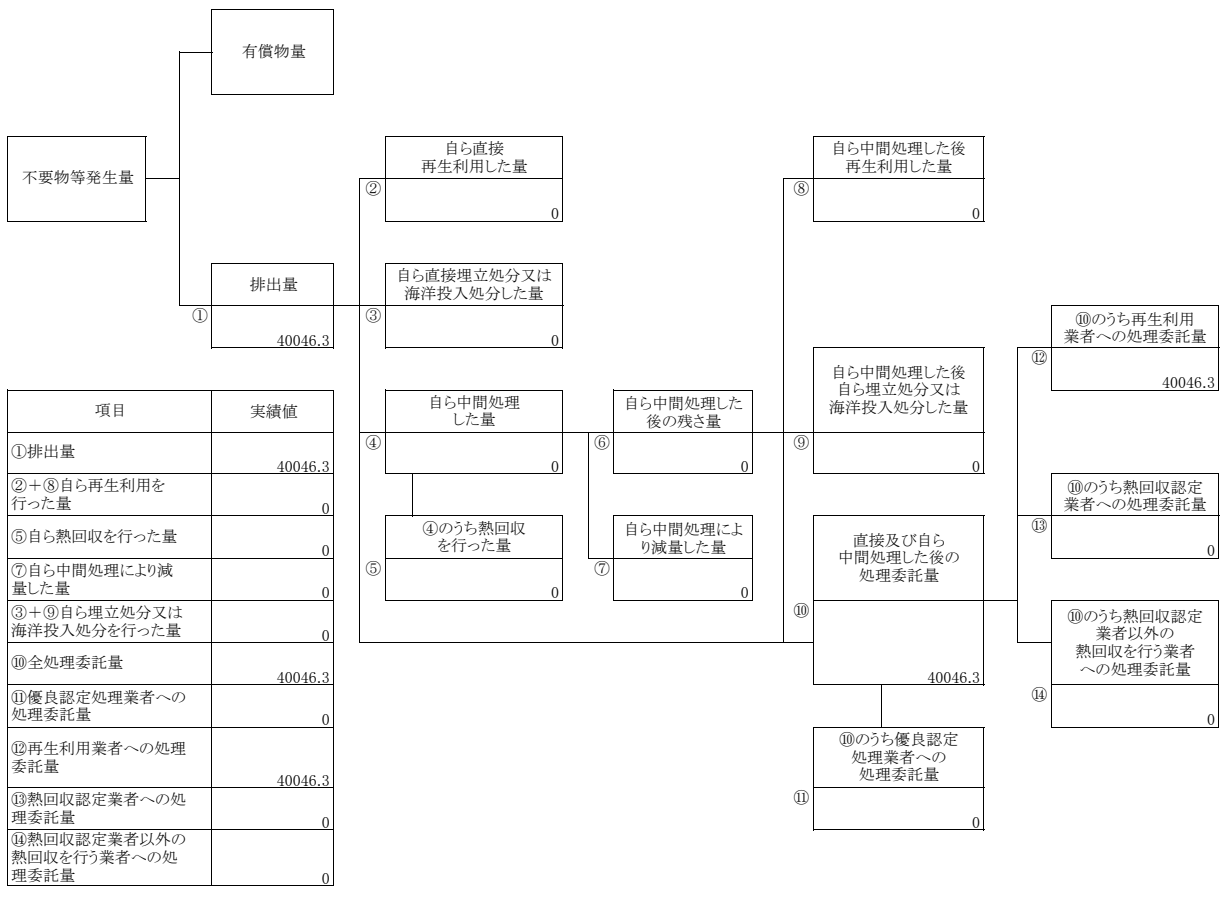 有償物量
不要物等発生量
排出量
①
40046.3
自ら直接
再生利用した量
②
0
自ら直接埋立処分又は
海洋投入処分した量
③
0
自ら中間処理
した量
④
0
④のうち熱回収
を行った量
⑤
0
自ら中間処理した
後の残さ量
⑥
0
自ら中間処理によ
り減量した量
⑦
0
自ら中間処理した後
再生利用した量
⑧
0
自ら中間処理した後
自ら埋立処分又は
海洋投入処分した量
⑨
0
直接及び自ら
中間処理した後の
処理委託量
⑩
40046.3
⑩のうち優良認定
処理業者への
処理委託量
⑪
0
⑩のうち再生利用
業者への処理委託量
⑫
40046.3
⑩のうち熱回収認定
業者への処理委託量
⑬
0
⑩のうち熱回収認定
業者以外の
熱回収を行う業者
への処理委託量
⑭
0
項目 実績値
①排出量
40046.3
②＋⑧自ら再生利用を
行った量
0
⑤自ら熱回収を行った量
0
⑦自ら中間処理により減
量した量
0
③＋⑨自ら埋立処分又は
海洋投入処分を行った量
0
⑩全処理委託量
40046.3
⑪優良認定処理業者への
処理委託量
0
⑫再生利用業者への処理
委託量
40046.3
⑬熱回収認定業者への処
理委託量
0
⑭熱回収認定業者以外の
熱回収を行う業者への処
理委託量
0